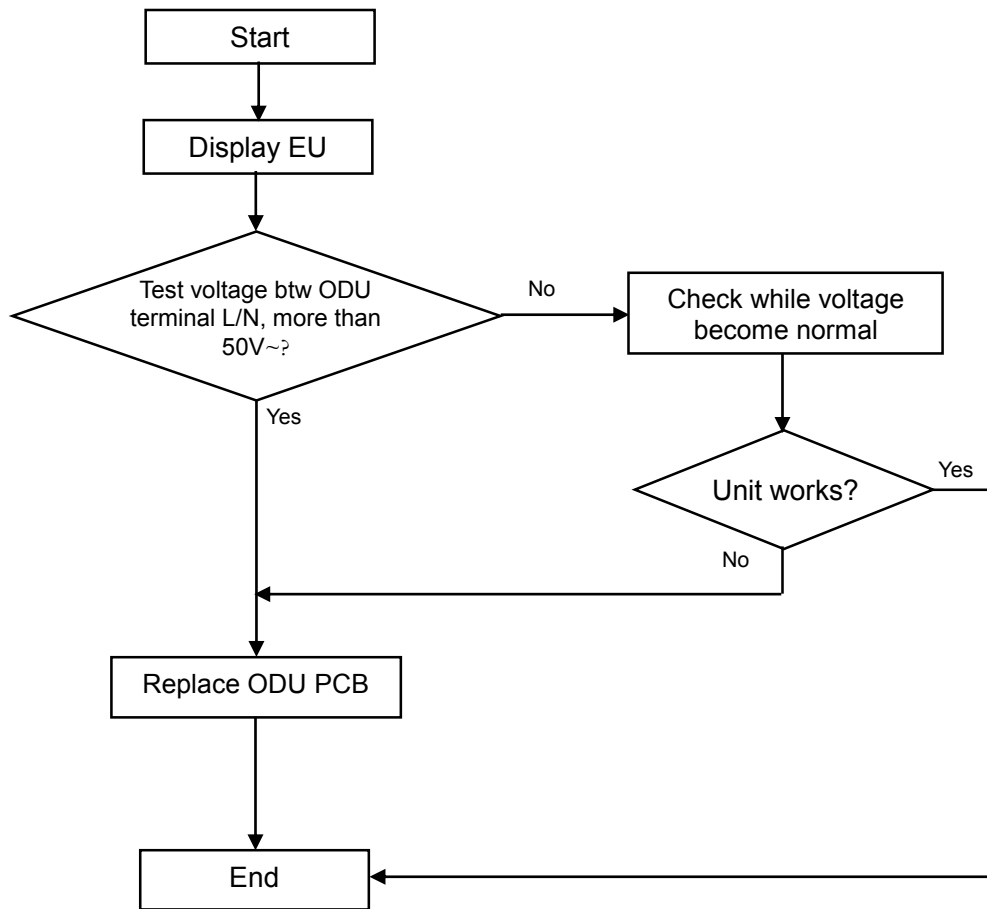 Start
Display EU
Test voltage btw ODU
terminal L/N, more than
50V~?
No
Check while voltage
become normal
Yes
Unit works?
Yes
No
Replace ODU PCB
End